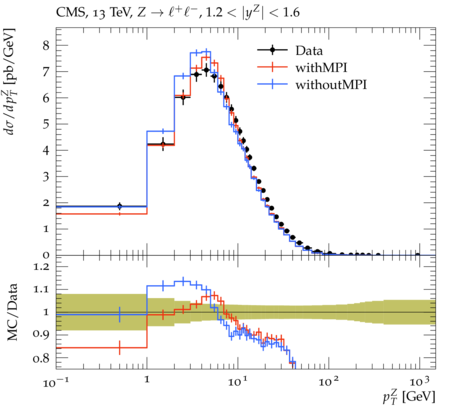 CMS, 13 TeV, Z → ℓ⁺ℓ⁻, 1.2 < |y^Z| < 1.6
dσ/dp_T^Z [pb/GeV]
8
7
6
5
4
3
2
1
0
Data
withMPI
withoutMPI
MC/Data
1.2
1.1
1
0.9
0.8
10⁻¹ 1 10¹ 10² 10³
p_T^Z [GeV]